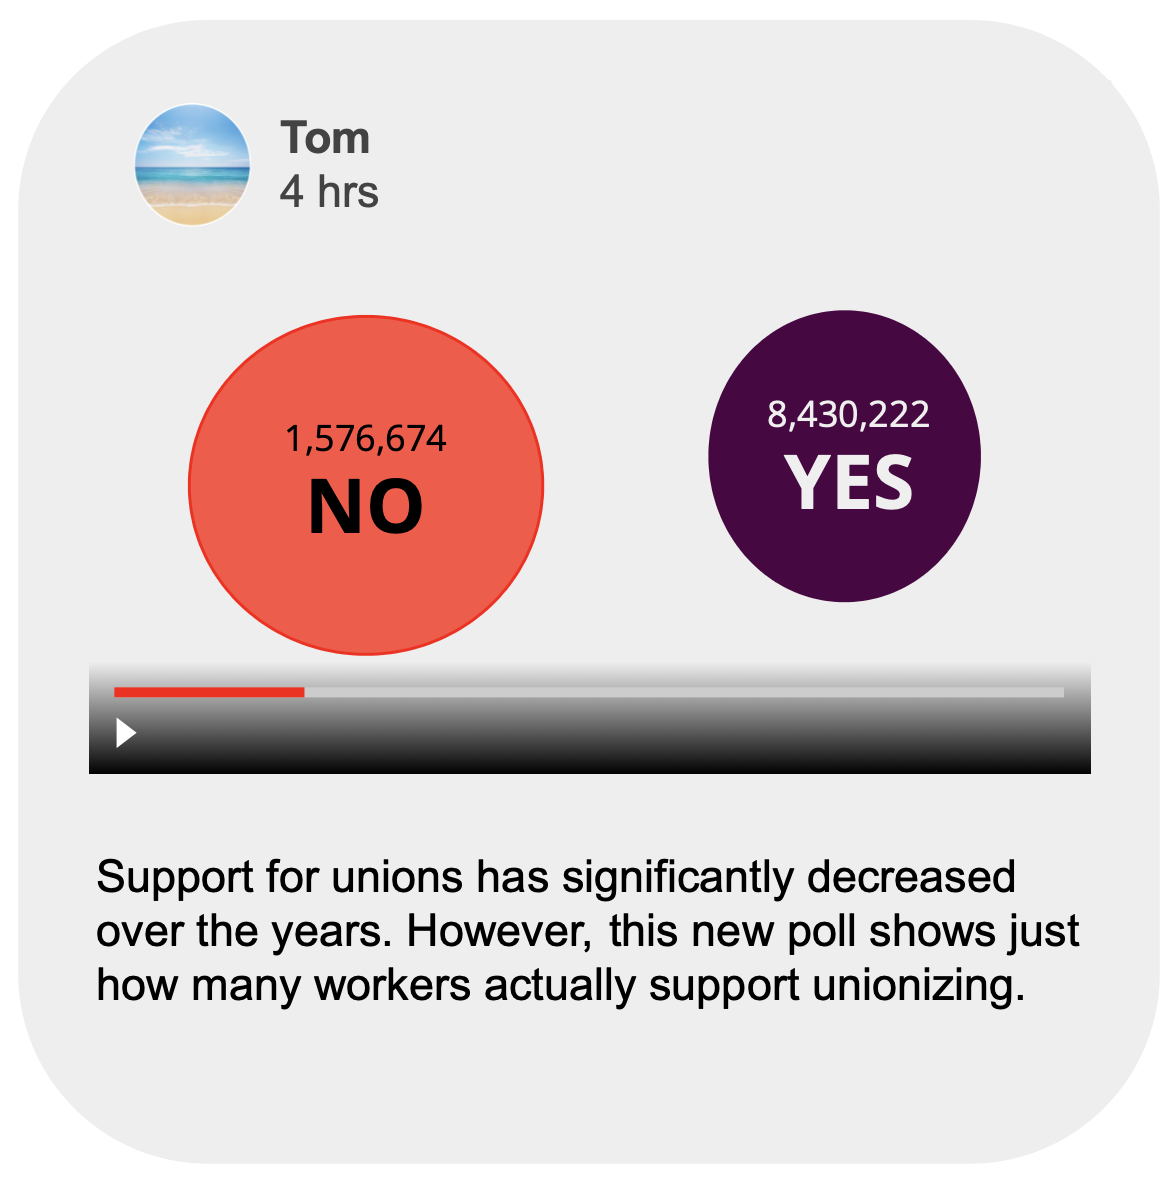 Tom
4 hrs
1,576,674
NO
8,430,222
YES
Support for unions has significantly decreased
over the years. However, this new poll shows just
how many workers actually support unionizing.